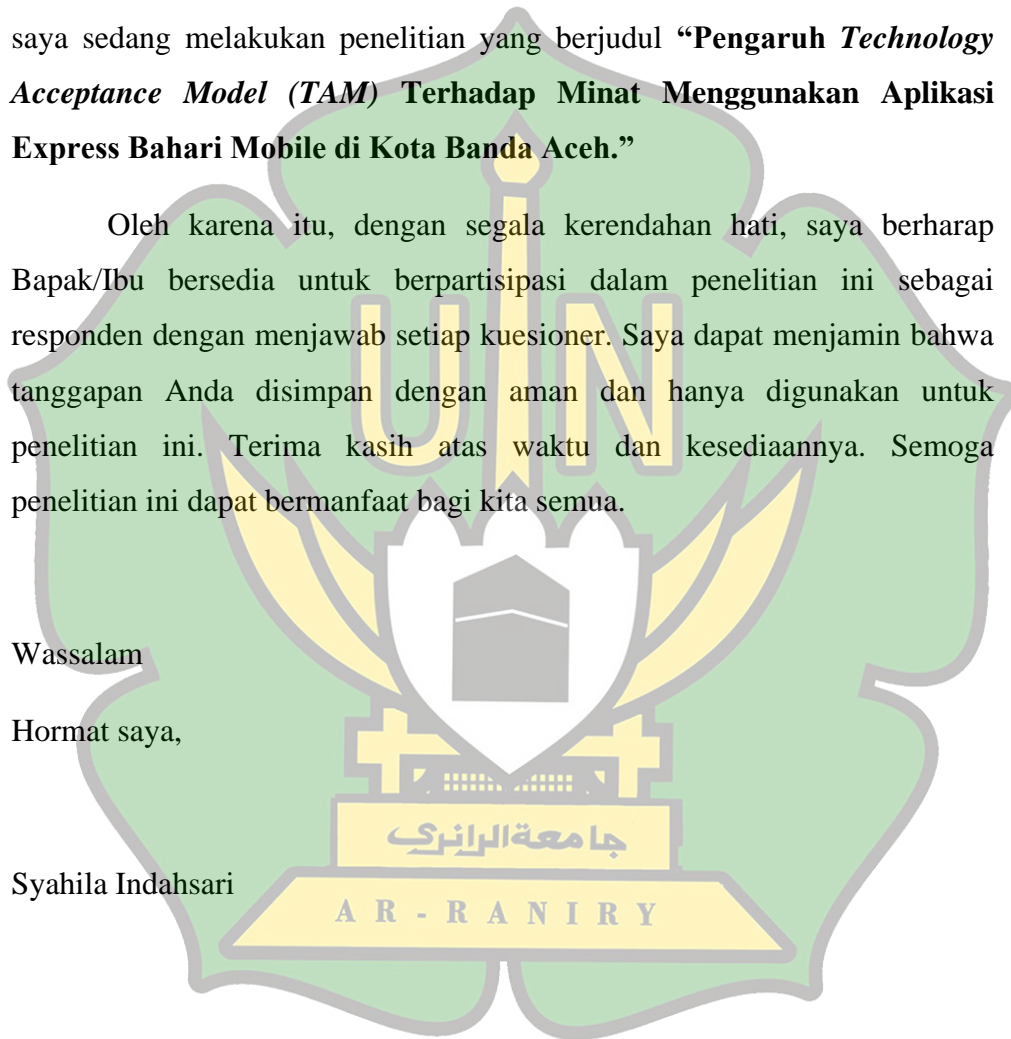 saya sedang melakukan penelitian yang berjudul “Pengaruh Technology
Acceptance Model (TAM) Terhadap Minat Menggunakan Aplikasi
Express Bahari Mobile di Kota Banda Aceh.”
Oleh karena itu, dengan segala kerendahan hati, saya berharap
Bapak/Ibu bersedia untuk berpartisipasi dalam penelitian ini sebagai
responden dengan menjawab setiap kuesioner. Saya dapat menjamin bahwa
tanggapan Anda disimpan dengan aman dan hanya digunakan untuk
penelitian ini. Terima kasih atas waktu dan kesediaannya. Semoga
penelitian ini dapat bermanfaat bagi kita semua.
UIN
Wassalam
Hormat saya,
جامعة الرانري
Syahila Indahsari
AR-RANIRY